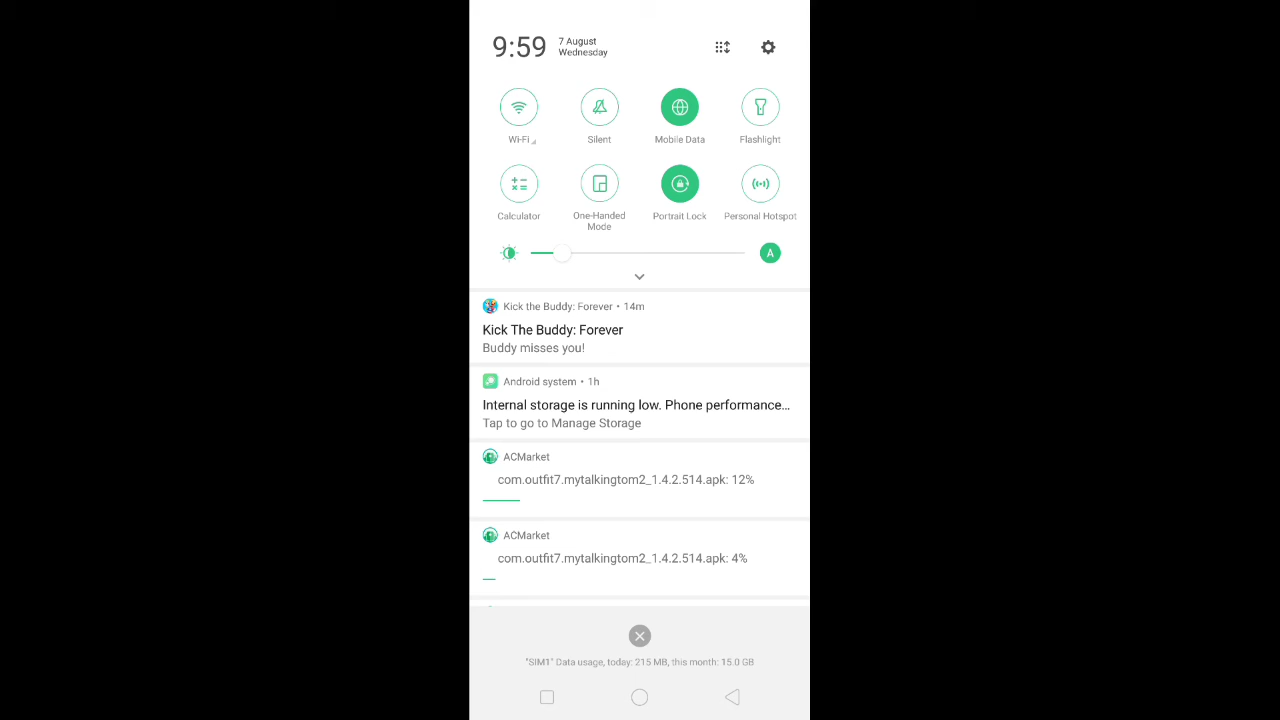 9:59 7 August
Wednesday
Wi-Fi Silent Mobile Data Flashlight
Calculator One-Handed Mode Portrait Lock Personal Hotspot
A
Kick the Buddy: Forever • 14m
Kick The Buddy: Forever
Buddy misses you!
Android system • 1h
Internal storage is running low. Phone performance...
Tap to go to Manage Storage
ACMarket
com.outfit7.mytalkingtom2_1.4.2.514.apk: 12%
ACMarket
com.outfit7.mytalkingtom2_1.4.2.514.apk: 4%
"SIM1" Data usage, today: 215 MB, this month: 15.0 GB